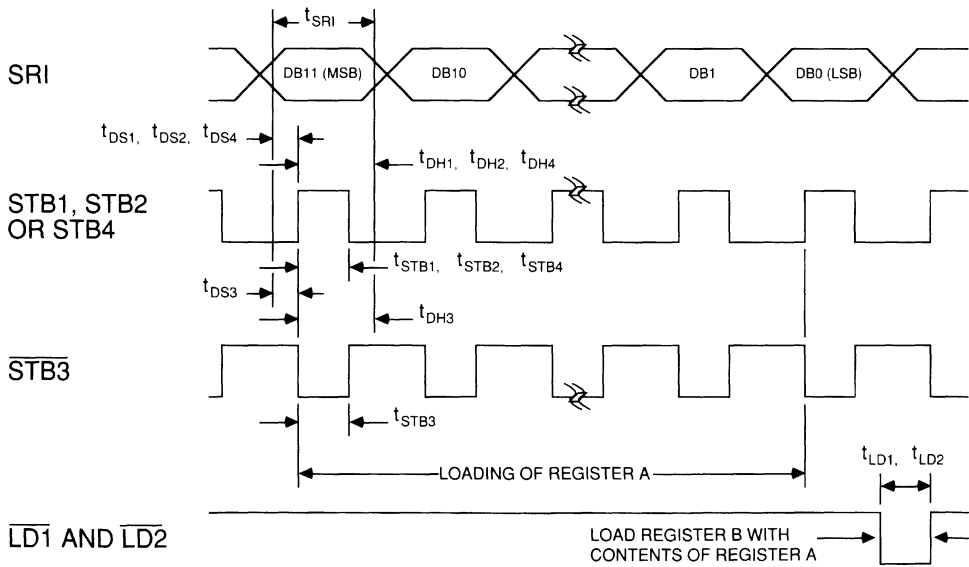 tSRI
SRI
DB11 (MSB)
DB10
DB1
DB0 (LSB)
tDS1, tDS2, tDS4
tDH1, tDH2, tDH4
STB1, STB2
OR STB4
tSTB1, tSTB2, tSTB4
tDS3
tDH3
STB3
tSTB3
LOADING OF REGISTER A
tLD1, tLD2
LD1 AND LD2
LOAD REGISTER B WITH
CONTENTS OF REGISTER A